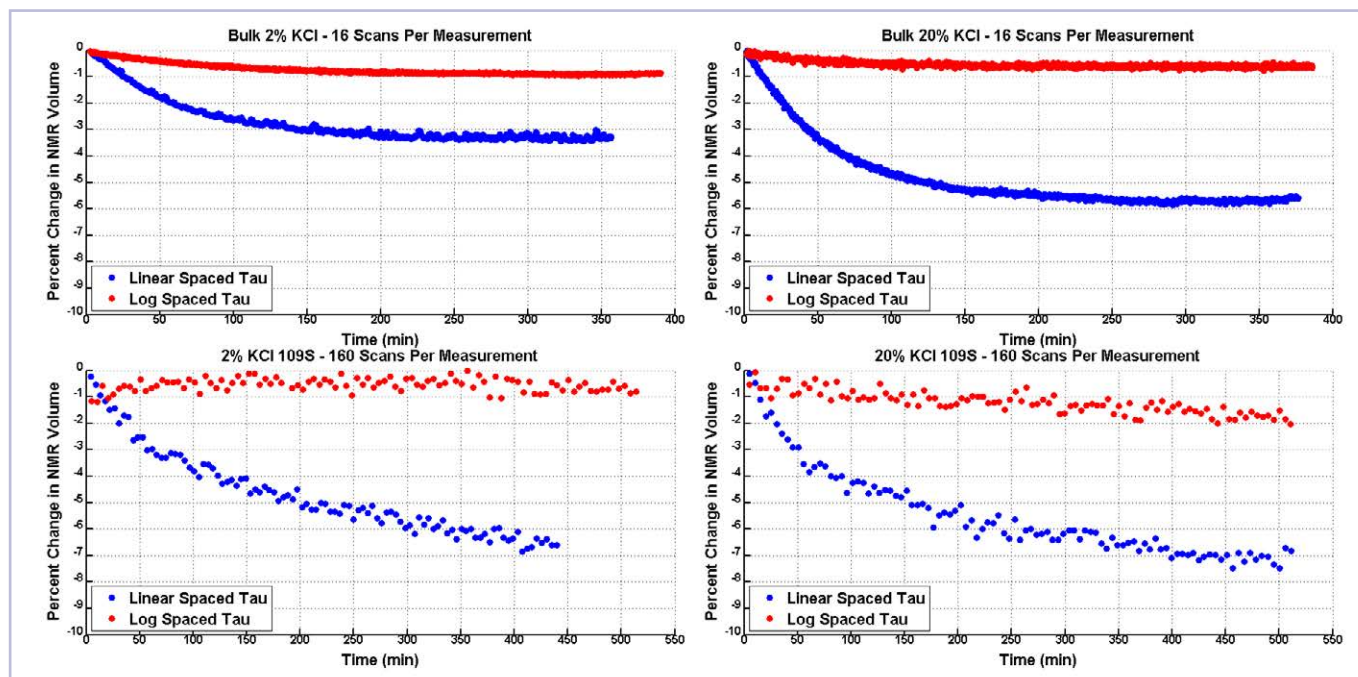 Bulk 2% KCl - 16 Scans Per Measurement
Percent Change in NMR Volume
0
-1
-2
-3
-4
-5
-6
-7
-8
-9
-10
Linear Spaced Tau
Log Spaced Tau
0 50 100 150 200 250 300 350 400
Time (min)
Bulk 20% KCl - 16 Scans Per Measurement
Percent Change in NMR Volume
0
-1
-2
-3
-4
-5
-6
-7
-8
-9
-10
Linear Spaced Tau
Log Spaced Tau
0 50 100 150 200 250 300 350 400
Time (min)
2% KCl 109S - 160 Scans Per Measurement
Percent Change in NMR Volume
0
-1
-2
-3
-4
-5
-6
-7
-8
-9
-10
Linear Spaced Tau
Log Spaced Tau
0 50 100 150 200 250 300 350 400 450 500 550
Time (min)
20% KCl 109S - 160 Scans Per Measurement
Percent Change in NMR Volume
0
-1
-2
-3
-4
-5
-6
-7
-8
-9
-10
Linear Spaced Tau
Log Spaced Tau
0 50 100 150 200 250 300 350 400 450 500 550
Time (min)